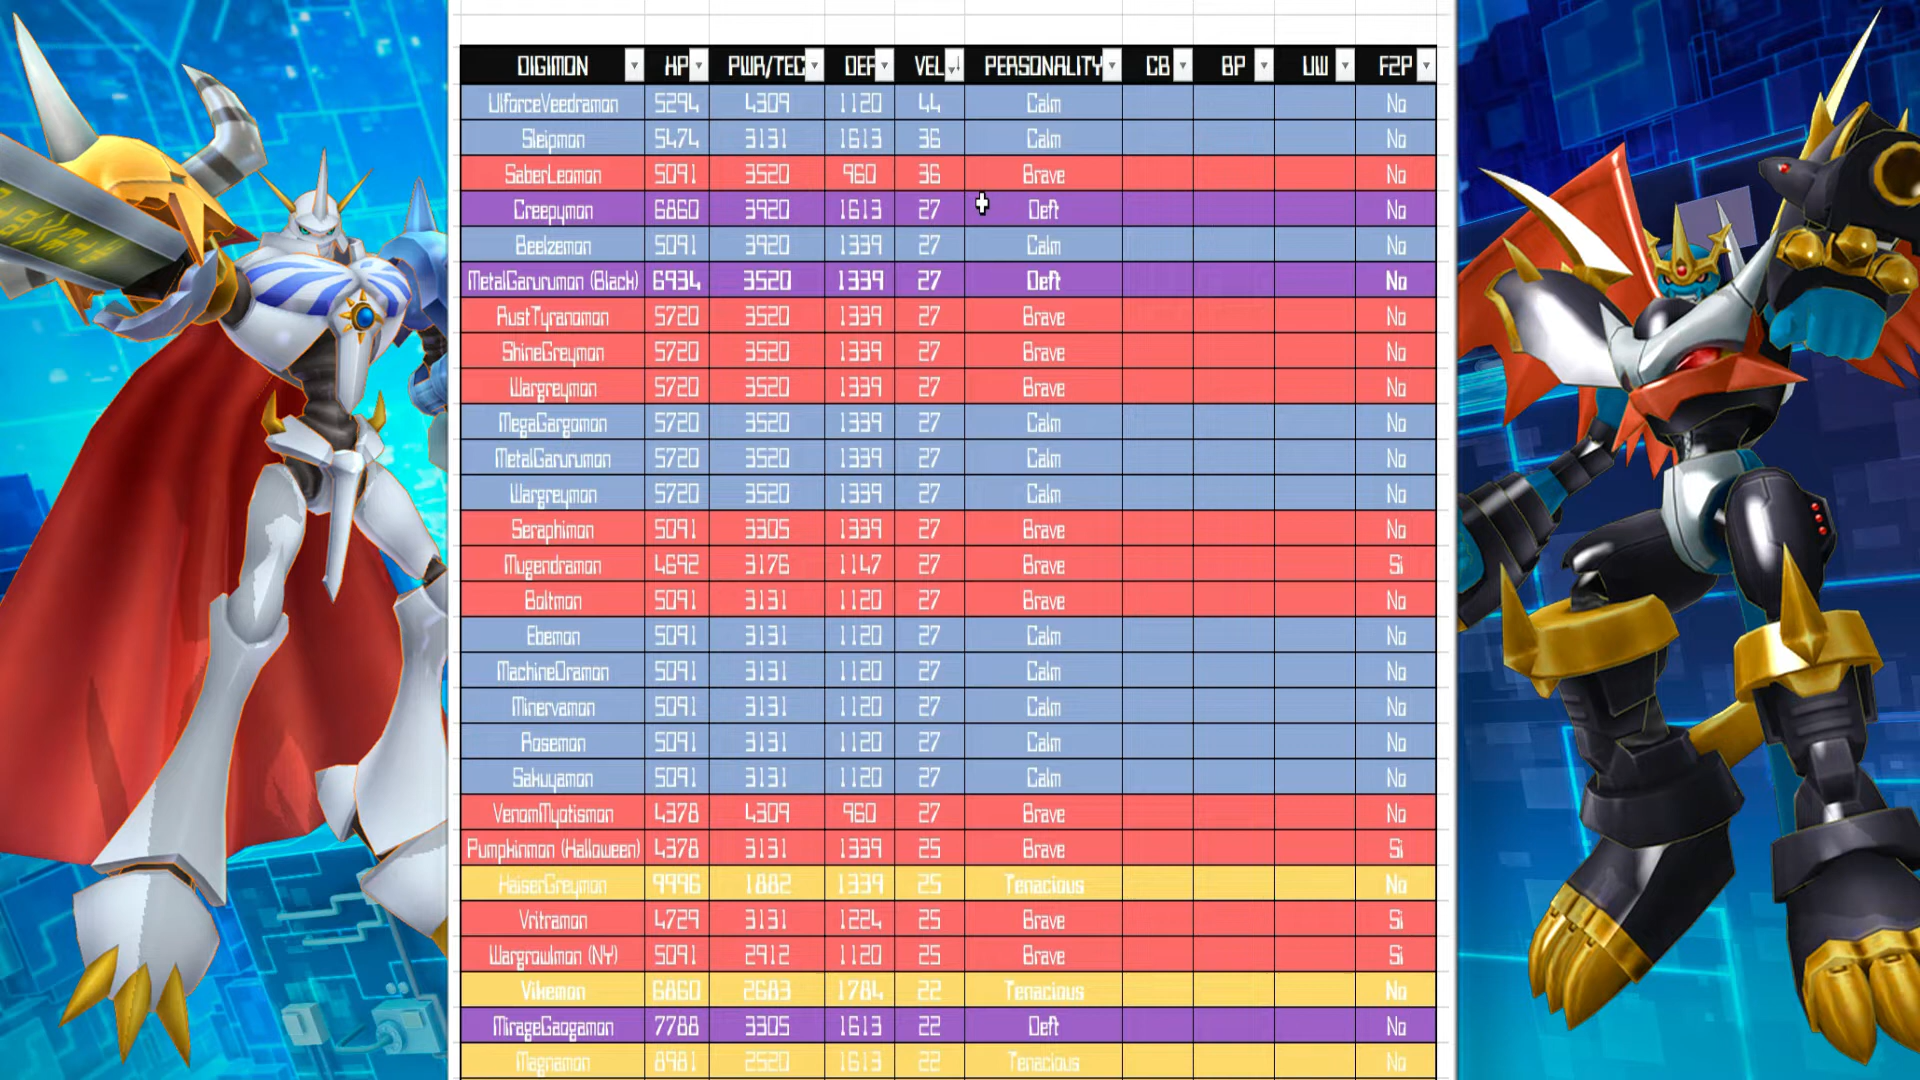 DIGIMON HP PWR/TEC DEF VEL PERSONALITY CB BP UW F2P
UlforceVeedramon 5294 4309 1120 44 Calm No
Sleipmon 5474 3131 1613 36 Calm No
SaberLeomon 5091 3520 960 36 Brave No
Creepymon 6860 3920 1613 27 Deft No
Beelzemon 5091 3920 1339 27 Calm No
MetalGarurumon (Black) 6934 3520 1339 27 Deft No
RustTyranomon 5720 3520 1339 27 Brave No
ShineGreymon 5720 3520 1339 27 Brave No
Wargreymon 5720 3520 1339 27 Brave No
MegaGargomon 5720 3520 1339 27 Calm No
MetalGarurumon 5720 3520 1339 27 Calm No
Wargreymon 5720 3520 1339 27 Calm No
Seraphimon 5091 3305 1339 27 Brave No
Mugendramon 4692 3176 1147 27 Brave Si
Boltmon 5091 3131 1120 27 Brave No
Ebemon 5091 3131 1120 27 Calm No
MachineDramon 5091 3131 1120 27 Calm No
Minervamon 5091 3131 1120 27 Calm No
Rosemon 5091 3131 1120 27 Calm No
Sakuyamon 5091 3131 1120 27 Calm No
VenomMyotismon 4378 4309 960 27 Brave No
Pumpkinmon (Halloween) 4378 3131 1339 25 Brave Si
KaiserGreymon 9996 1882 1339 25 Tenacious No
Vritramon 4729 3131 1224 25 Brave Si
Wargrowlmon (NY) 5091 2912 1120 25 Brave Si
Vikemon 6860 2683 1784 22 Tenacious No
MirageGaogamon 7788 3305 1613 22 Deft No
Magnamon 8981 2520 1613 22 Tenacious No